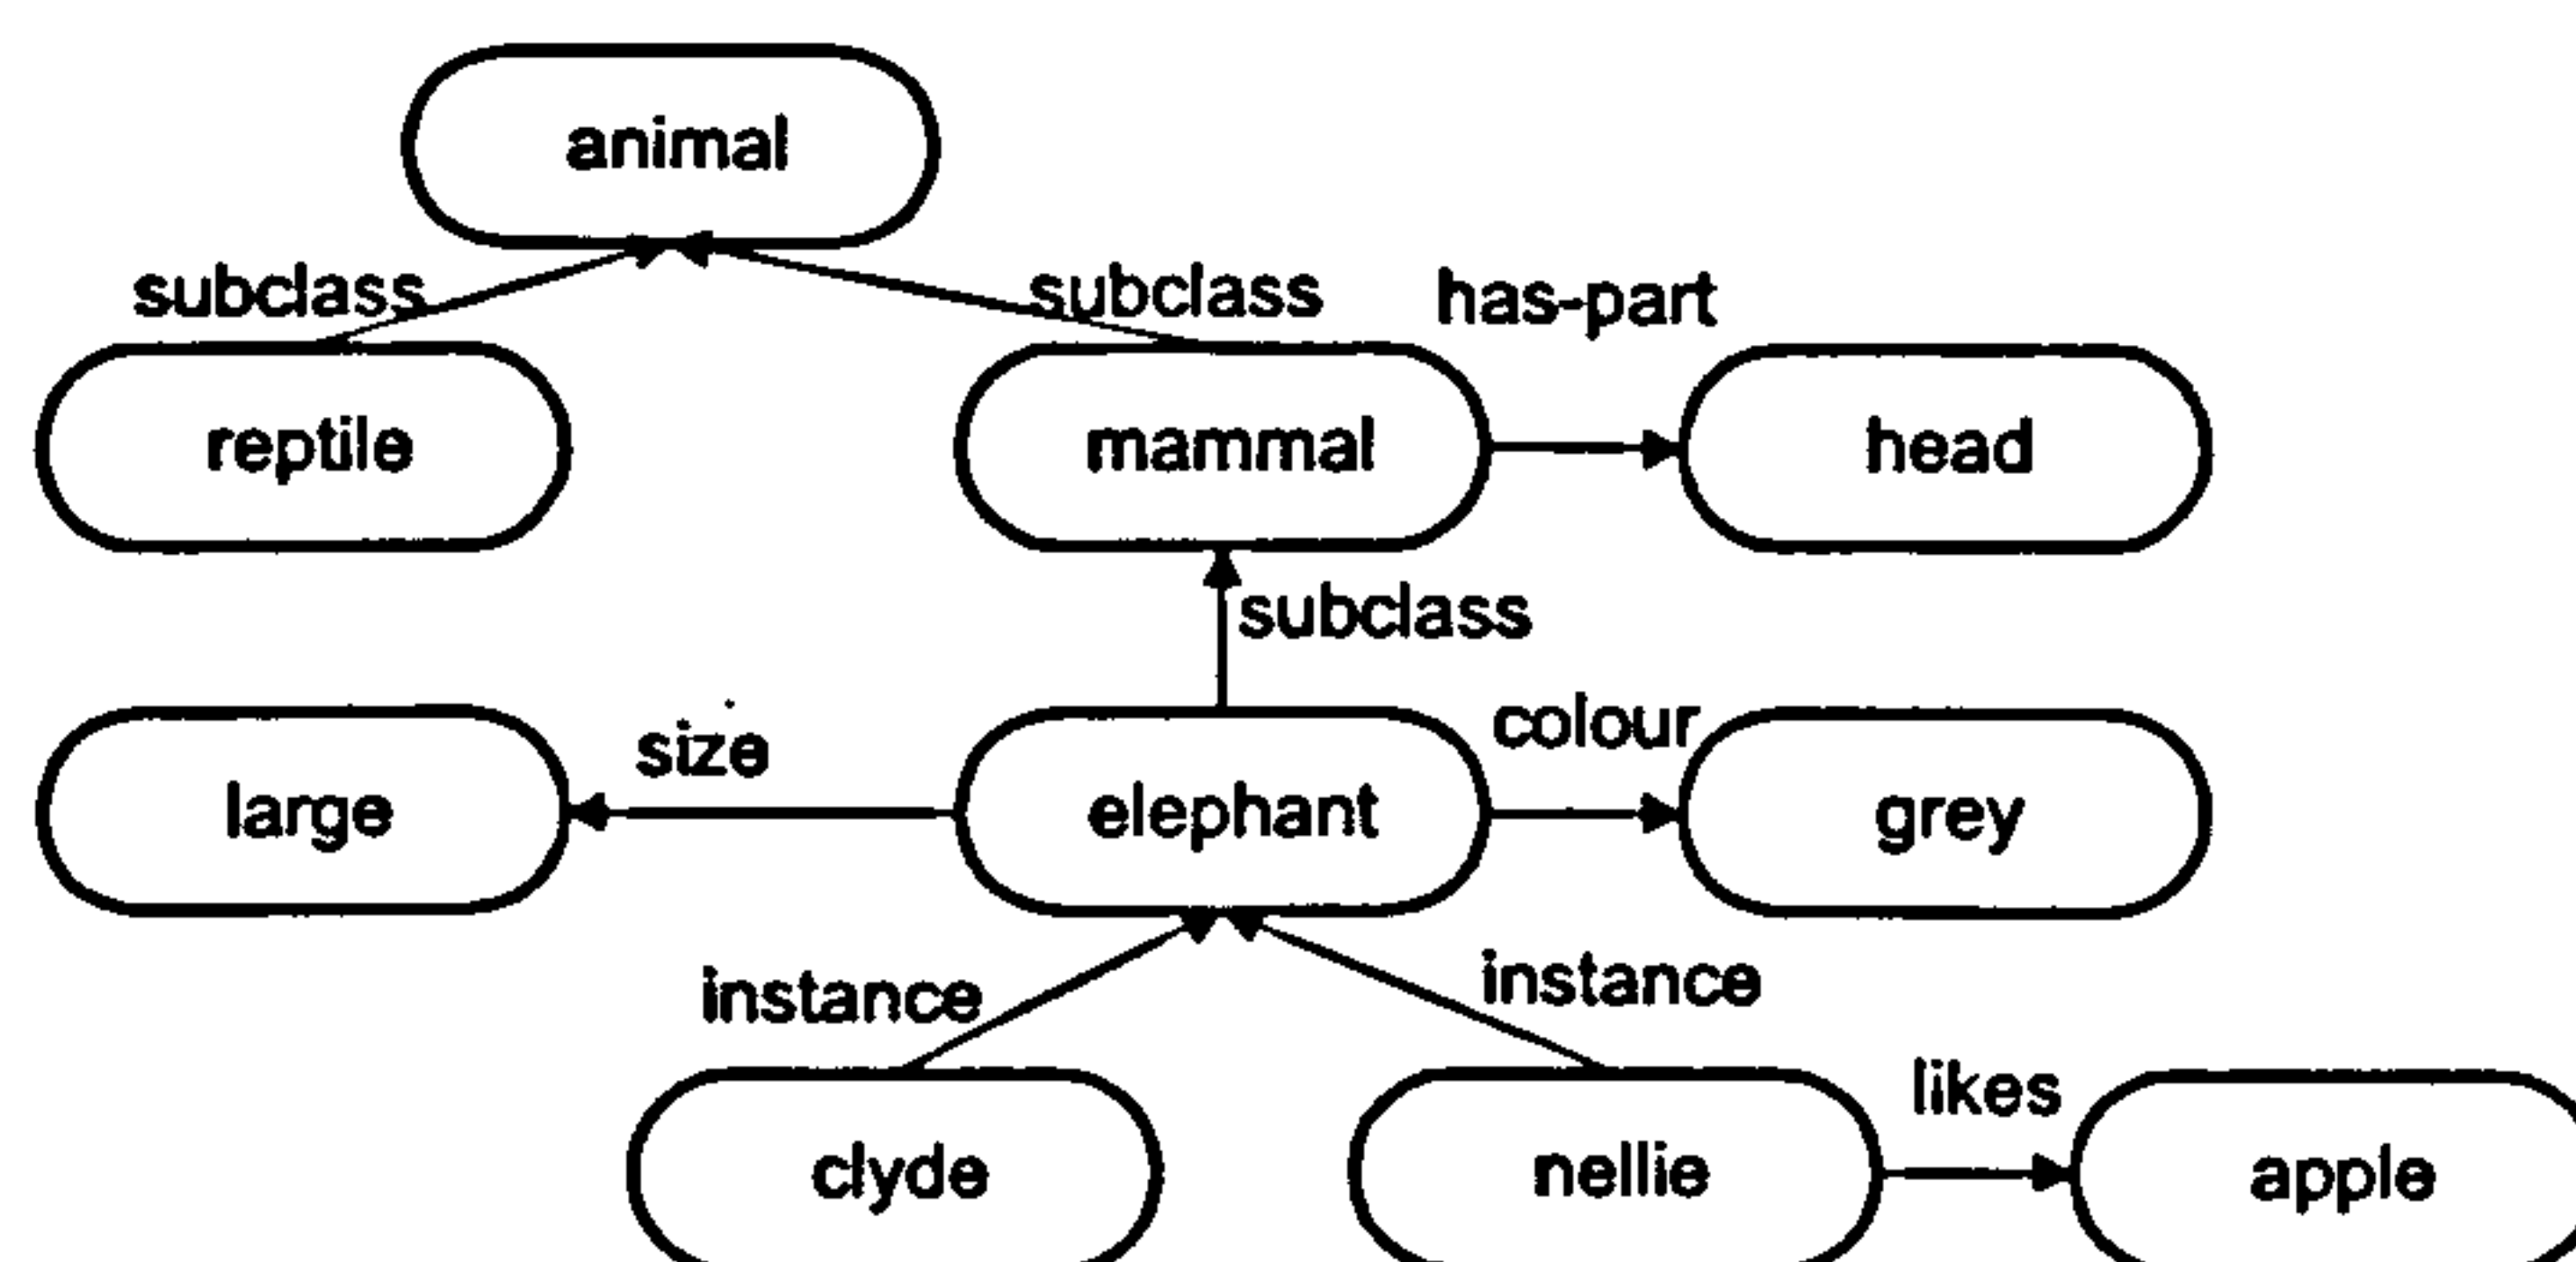 animal
subclass
subclass
has-part
reptile
mammal
head
subclass
size
colour
large
elephant
grey
instance
instance
likes
clyde
nellie
apple